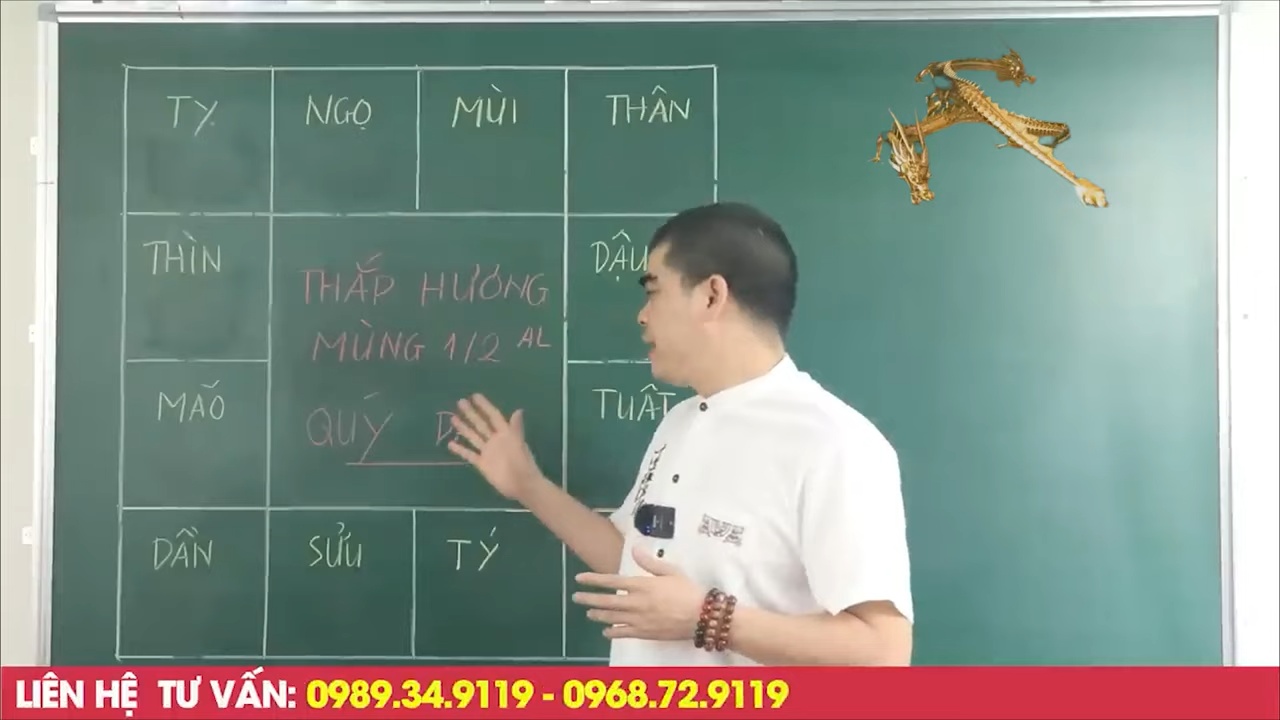 TỴ NGỌ MÙI THÂN
THÌN DẬU
THẮP HƯƠNG
MÙNG 1/2 AL
MÃO TUẤT
QUÝ
DẦN SỬU TÝ
LIÊN HỆ TƯ VẤN: 0989.34.9119 - 0968.72.9119